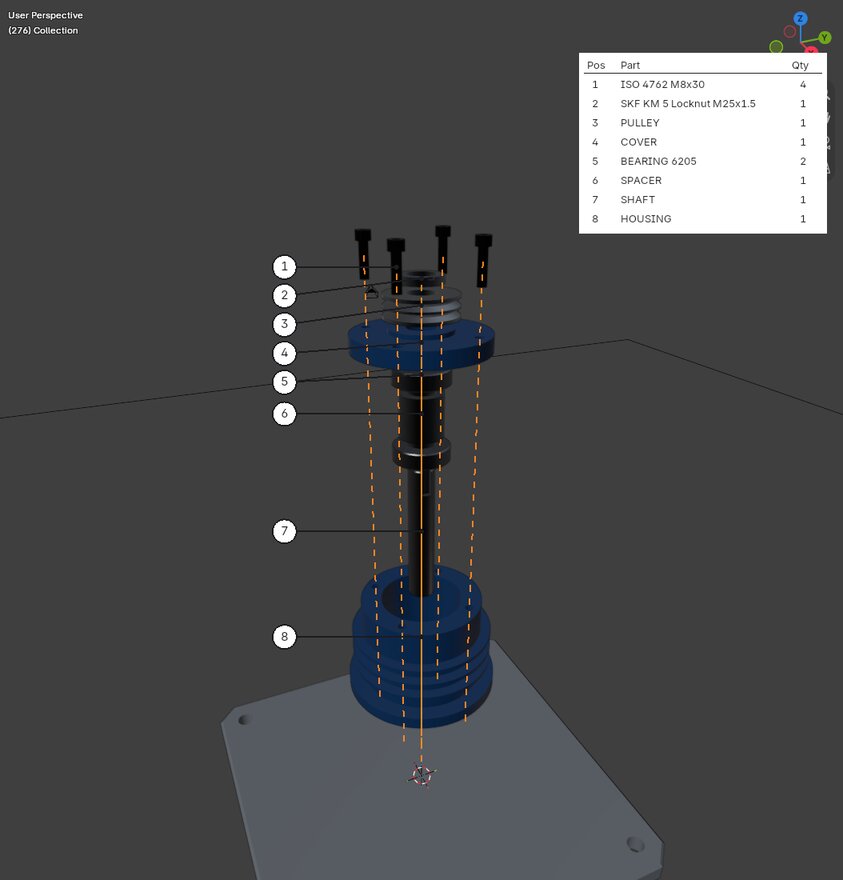 User Perspective
(276) Collection
Z
Y
Pos Part Qty
1 ISO 4762 M8x30 4
2 SKF KM 5 Locknut M25x1.5 1
3 PULLEY 1
4 COVER 1
5 BEARING 6205 2
6 SPACER 1
7 SHAFT 1
8 HOUSING 1
1
2
3
4
5
6
7
8